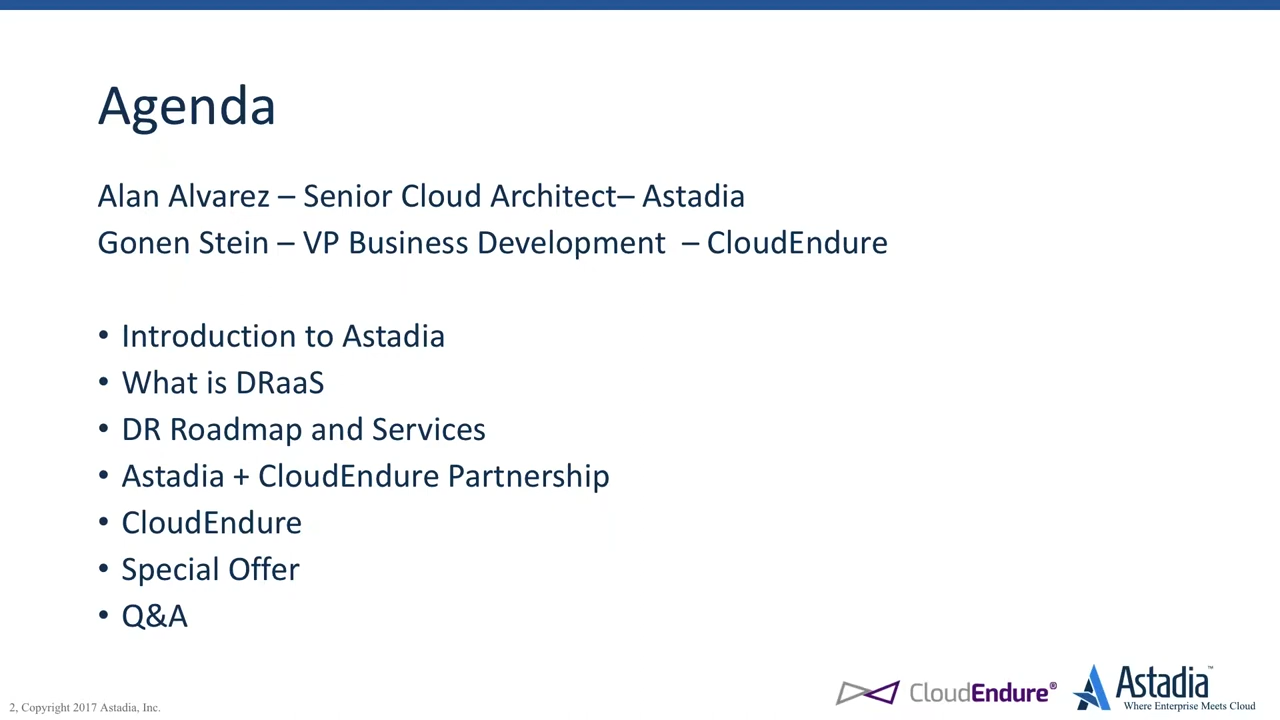 Agenda
Alan Alvarez – Senior Cloud Architect– Astadia
Gonen Stein – VP Business Development – CloudEndure
• Introduction to Astadia
• What is DRaaS
• DR Roadmap and Services
• Astadia + CloudEndure Partnership
• CloudEndure
• Special Offer
• Q&A
CloudEndure®
Astadia™
Where Enterprise Meets Cloud
2, Copyright 2017 Astadia, Inc.